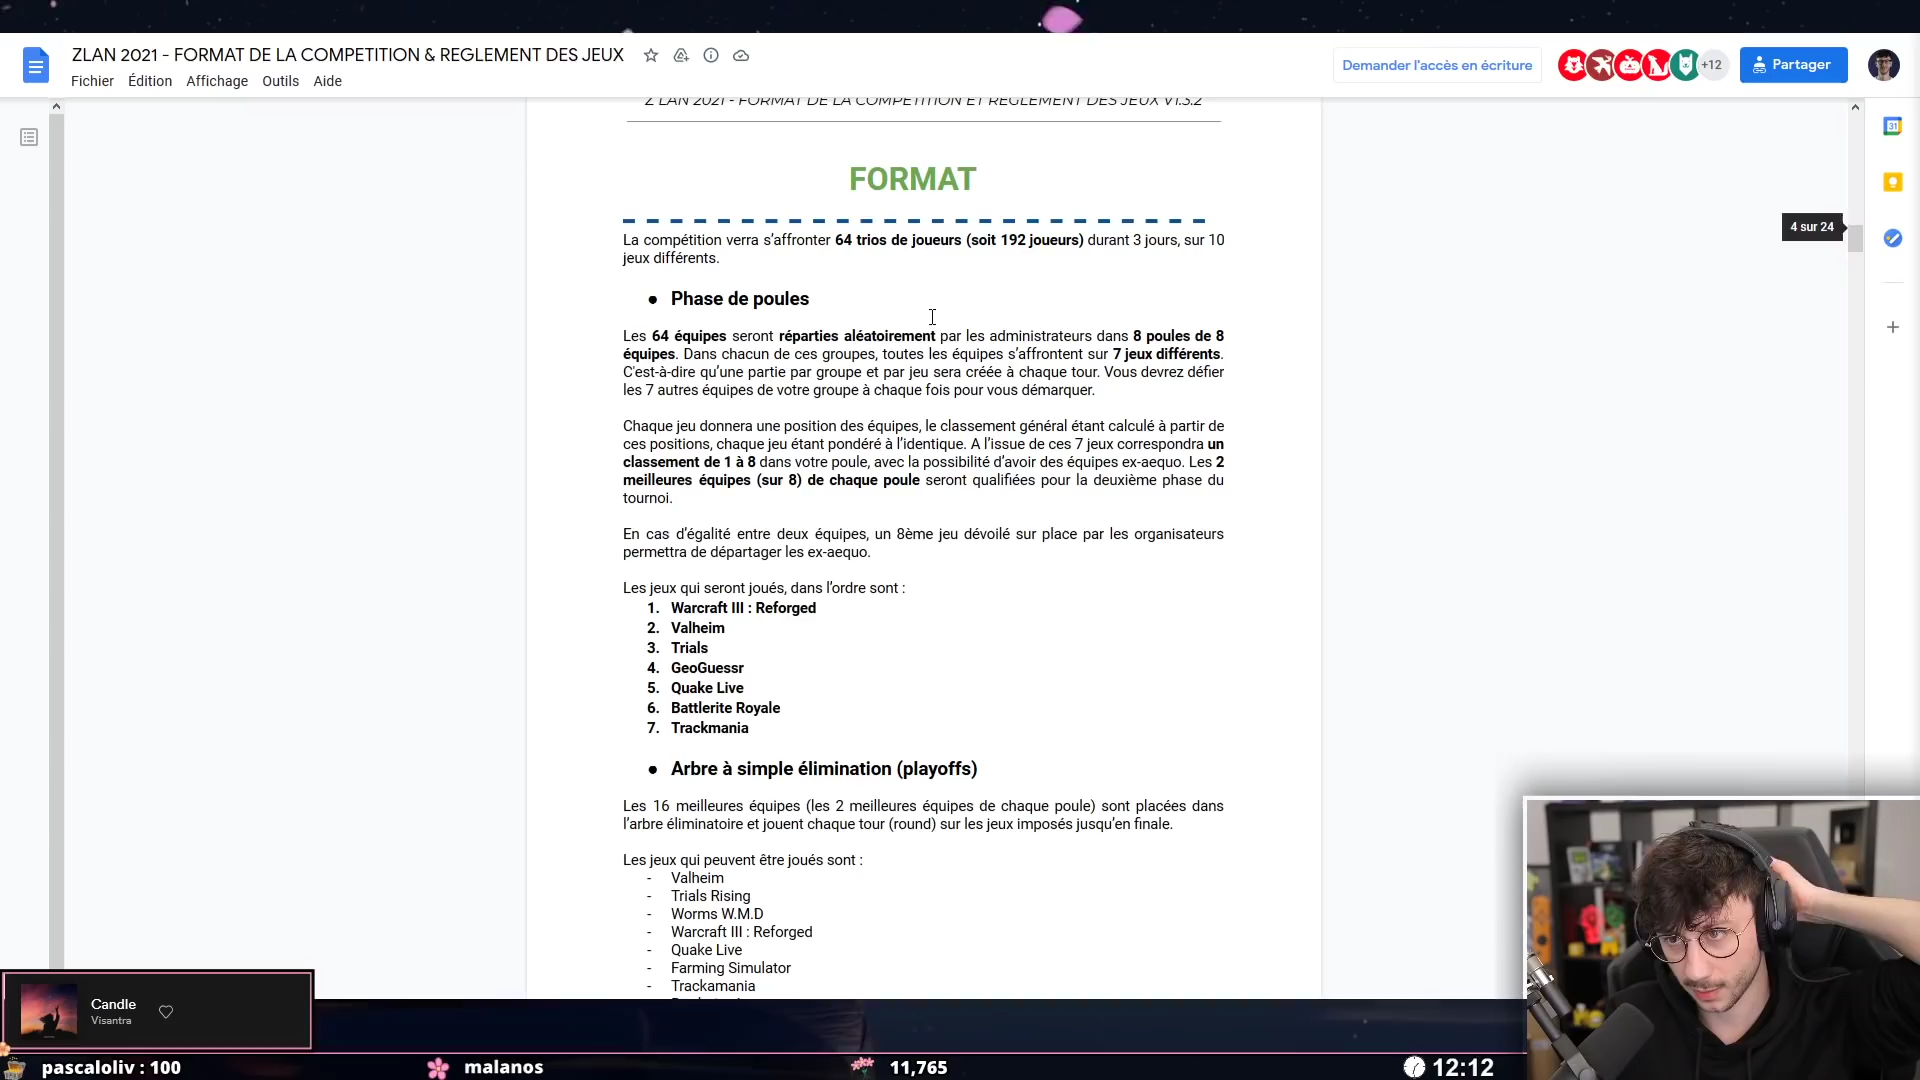 ZLAN 2021 - FORMAT DE LA COMPETITION & REGLEMENT DES JEUX
Fichier Édition Affichage Outils Aide
Demander l'accès en écriture
+12
Partager
Z LAN 2021 - FORMAT DE LA COMPETITION ET REGLEMENT DES JEUX V1.3.2
31
FORMAT
4 sur 24
La compétition verra s'affronter 64 trios de joueurs (soit 192 joueurs) durant 3 jours, sur 10
jeux différents.
● Phase de poules
Les 64 équipes seront réparties aléatoirement par les administrateurs dans 8 poules de 8
équipes. Dans chacun de ces groupes, toutes les équipes s'affrontent sur 7 jeux différents.
C'est-à-dire qu'une partie par groupe et par jeu sera créée à chaque tour. Vous devrez défier
les 7 autres équipes de votre groupe à chaque fois pour vous démarquer.
Chaque jeu donnera une position des équipes, le classement général étant calculé à partir de
ces positions, chaque jeu étant pondéré à l'identique. A l'issue de ces 7 jeux correspondra un
classement de 1 à 8 dans votre poule, avec la possibilité d'avoir des équipes ex-aequo. Les 2
meilleures équipes (sur 8) de chaque poule seront qualifiées pour la deuxième phase du
tournoi.
En cas d'égalité entre deux équipes, un 8ème jeu dévoilé sur place par les organisateurs
permettra de départager les ex-aequo.
Les jeux qui seront joués, dans l'ordre sont :
1. Warcraft III : Reforged
2. Valheim
3. Trials
4. GeoGuessr
5. Quake Live
6. Battlerite Royale
7. Trackmania
● Arbre à simple élimination (playoffs)
Les 16 meilleures équipes (les 2 meilleures équipes de chaque poule) sont placées dans
l'arbre éliminatoire et jouent chaque tour (round) sur les jeux imposés jusqu'en finale.
Les jeux qui peuvent être joués sont :
- Valheim
- Trials Rising
- Worms W.M.D
- Warcraft III : Reforged
- Quake Live
- Farming Simulator
- Trackamania
Candle
Visantra
pascaloliv : 100
malanos
11,765
12:12